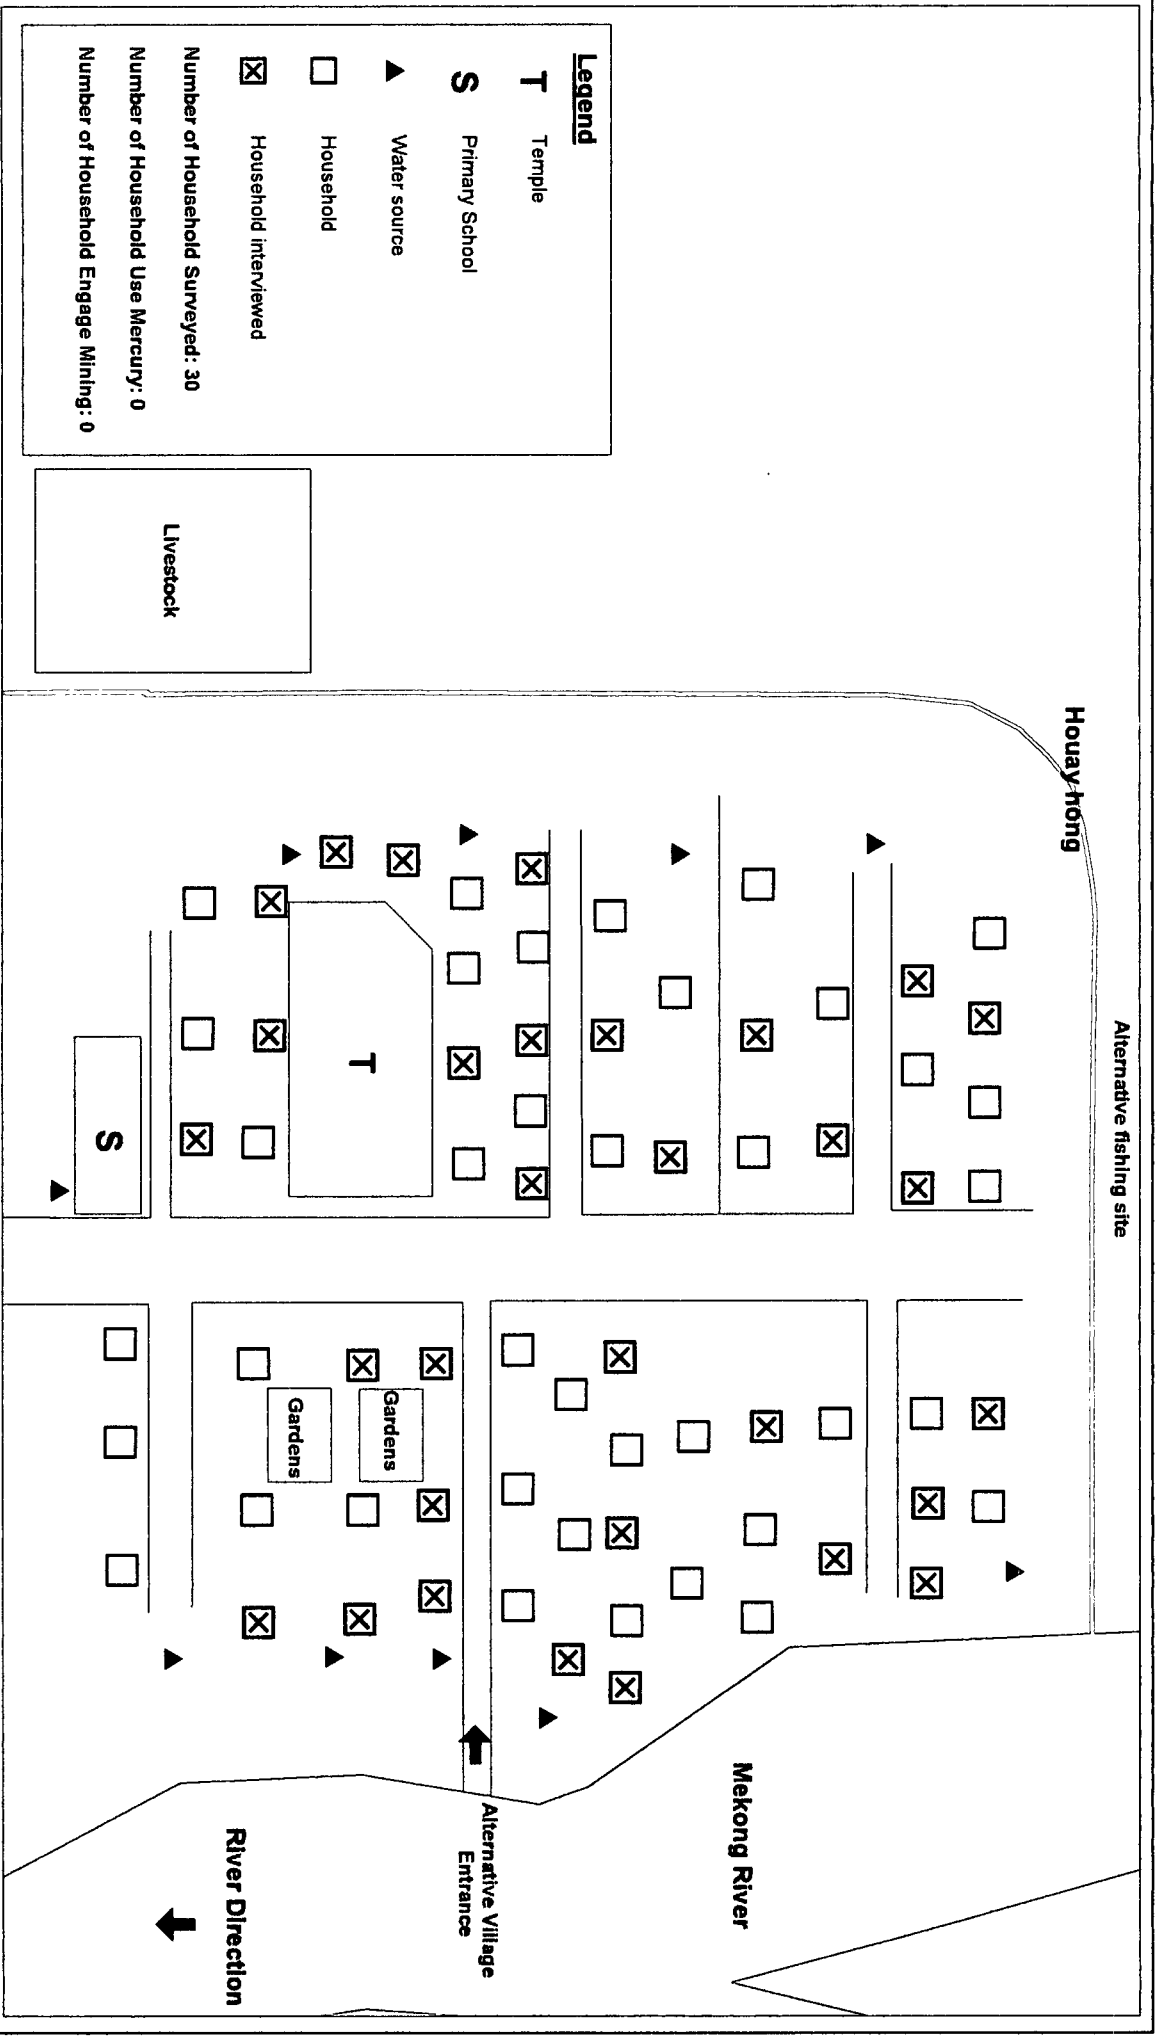 Legend
T Temple
S Primary School
Water source
Household
Household interviewed
Number of Household Surveyed: 30
Number of Household Use Mercury: 0
Number of Household Engage Mining: 0
Livestock
Houay hong
Alternative fishing site
T
S
Gardens
Gardens
Mekong River
Alternative Village
Entrance
River Direction